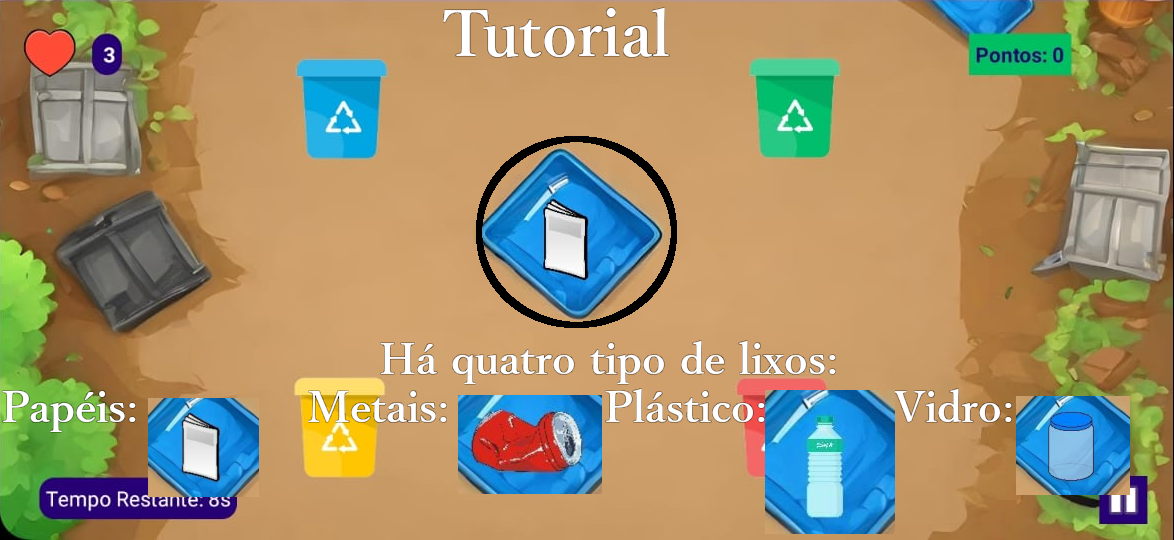 Tutorial
3
Pontos: 0
Há quatro tipo de lixos:
Papéis:
Metais:
Plástico:
Vidro:
Tempo Restante: 8s